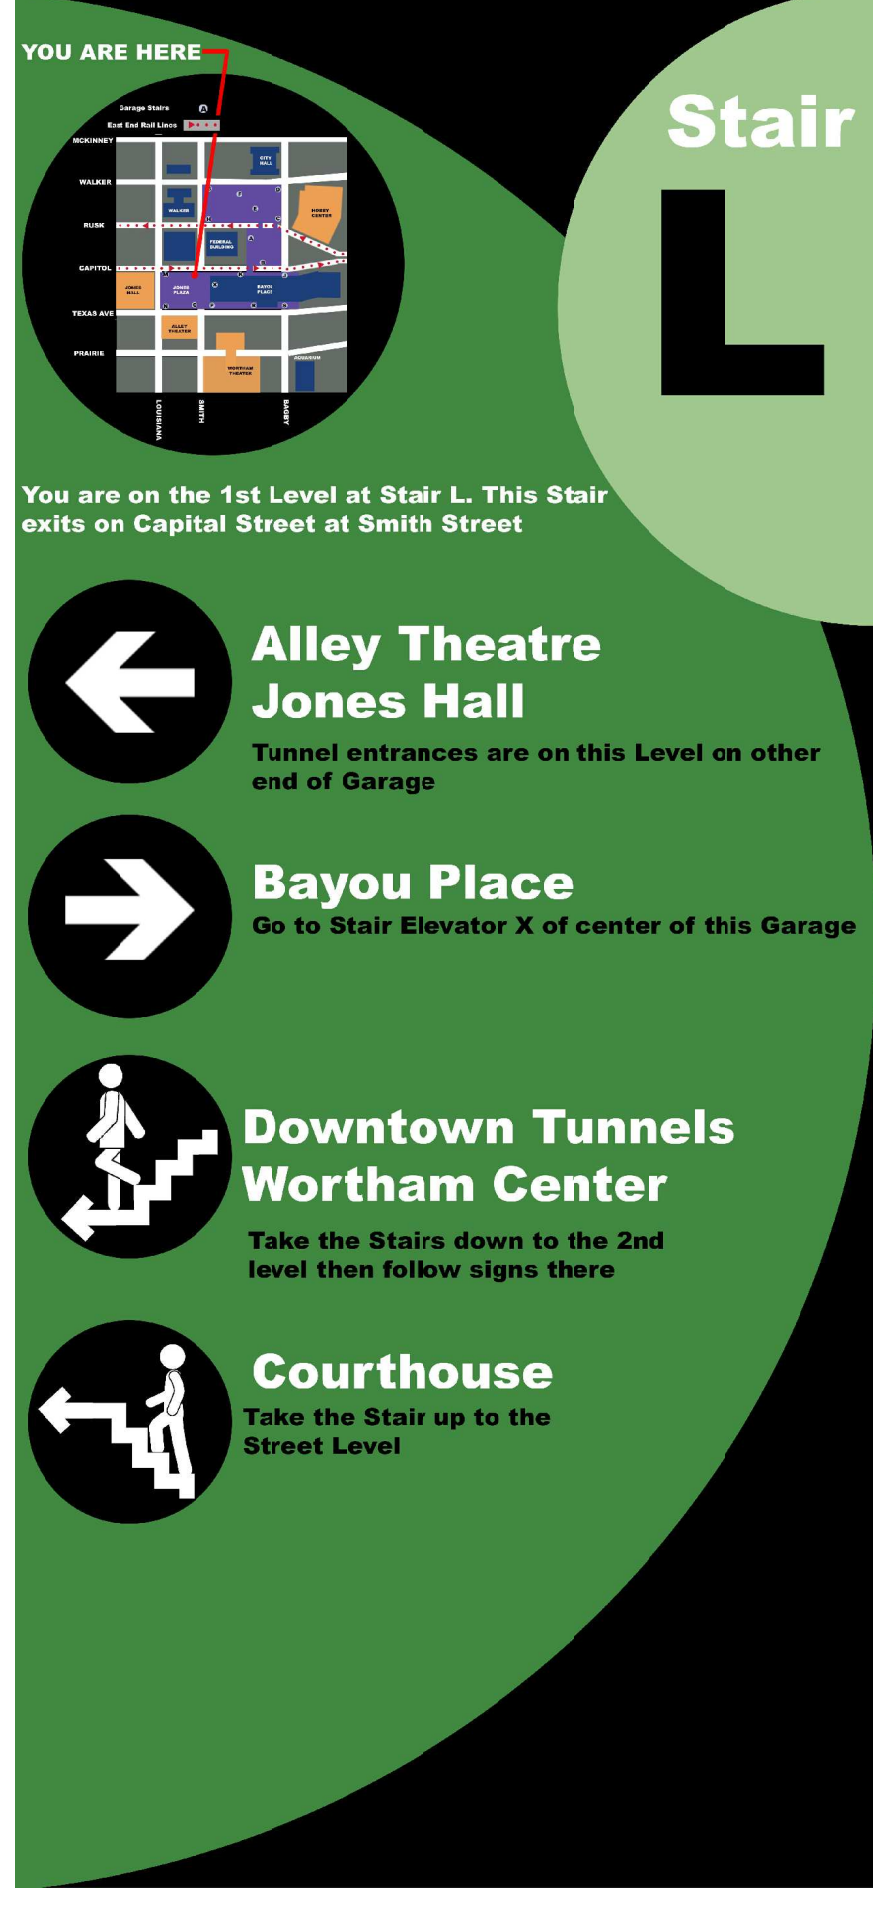 YOU ARE HERE
Stair
L
Garage Stairs A
East End Rail Lines
MCKINNEY
CITY
HALL
WALKER
WALKER
HOBBY
CENTER
RUSK
FEDERAL
BUILDING
CAPITOL
JONES
HALL
JONES
PLAZA
X
BAYOU
PLACE
TEXAS AVE
ALLEY
THEATER
PRAIRIE
WORTHAM
THEATER
AQUARIUM
LOUISIANA
SMITH
BAGBY
You are on the 1st Level at Stair L. This Stair
exits on Capital Street at Smith Street
Alley Theatre
Jones Hall
Tunnel entrances are on this Level on other
end of Garage
Bayou Place
Go to Stair Elevator X of center of this Garage
Downtown Tunnels
Wortham Center
Take the Stairs down to the 2nd
level then follow signs there
Courthouse
Take the Stair up to the
Street Level